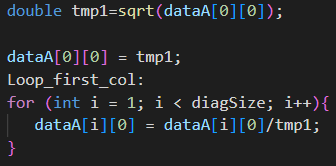 double tmp1=sqrt(dataA[0][0]);
dataA[0][0] = tmp1;
Loop_first_col:
for (int i = 1; i < diagSize; i++){
    dataA[i][0] = dataA[i][0]/tmp1;
}